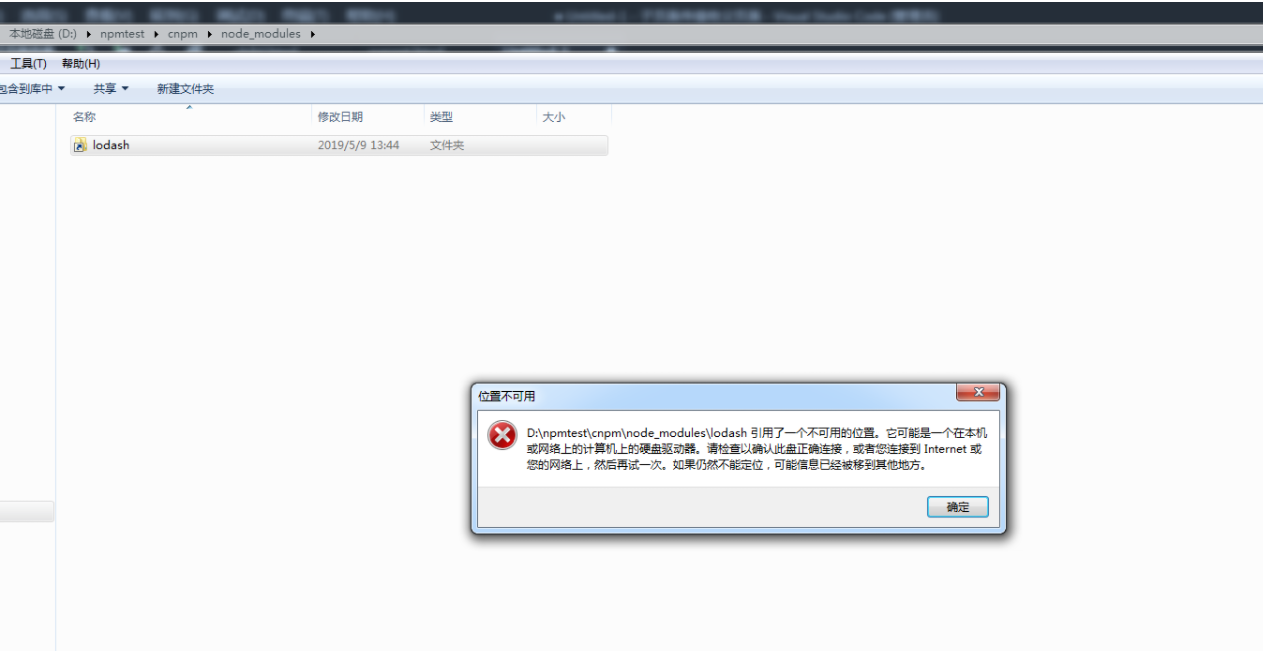 本地磁盘 (D:) ▸ npmtest ▸ cnpm ▸ node_modules ▸
工具(T) 帮助(H)
包含到库中 共享 新建文件夹
名称 修改日期 类型 大小
lodash 2019/5/9 13:44 文件夹
位置不可用
D:\npmtest\cnpm\node_modules\lodash 引用了一个不可用的位置。它可能是一个在本机
或网络上的计算机上的硬盘驱动器。请检查以确认此盘正确连接，或者您连接到 Internet 或
您的网络上，然后再试一次。如果仍然不能定位，可能信息已经被移到其他地方。
确定